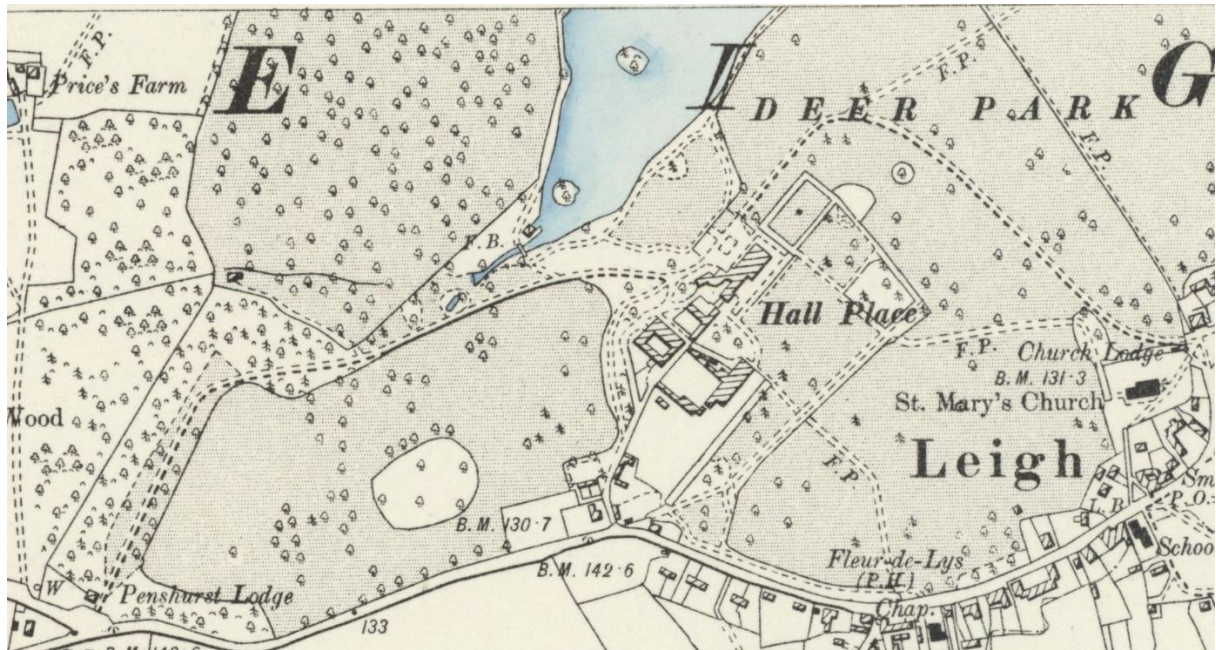 F.P.
Price's Farm
E
I
G
DEER PARK
F.P.
F.P.
F.B.
Hall Place
F.P.
Church Lodge
B.M. 131·3
St. Mary's Church
Wood
Leigh
F.P.
Sm
P.O.
L.B.
School
B.M. 130·7
B.M. 142·6
Fleur-de-Lys
(P.H.)
Chap.
W
Penshurst Lodge
133